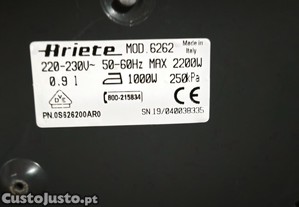 Ariete MOD.6262 Made in Italy
220-230V~ 50-60Hz MAX 2200W
0.9 l 1000W 250kPa
800-215834
PN.0S626200AR0 SN 19/040038335
CustoJusto.pt